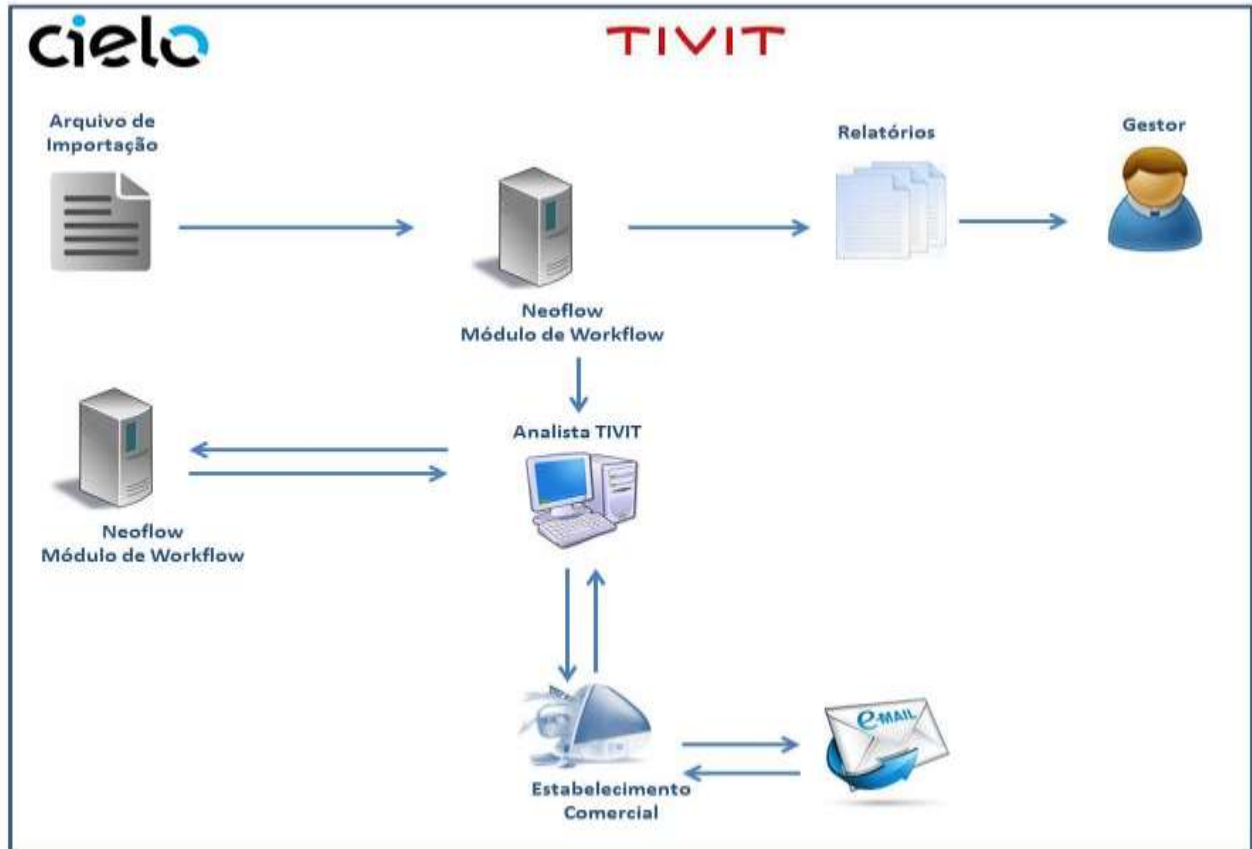 cielo
TIVIT
Arquivo de
Importação
Relatórios
Gestor
Neoflow
Módulo de Workflow
Analista TIVIT
Neoflow
Módulo de Workflow
e-MAIL
Estabelecimento
Comercial